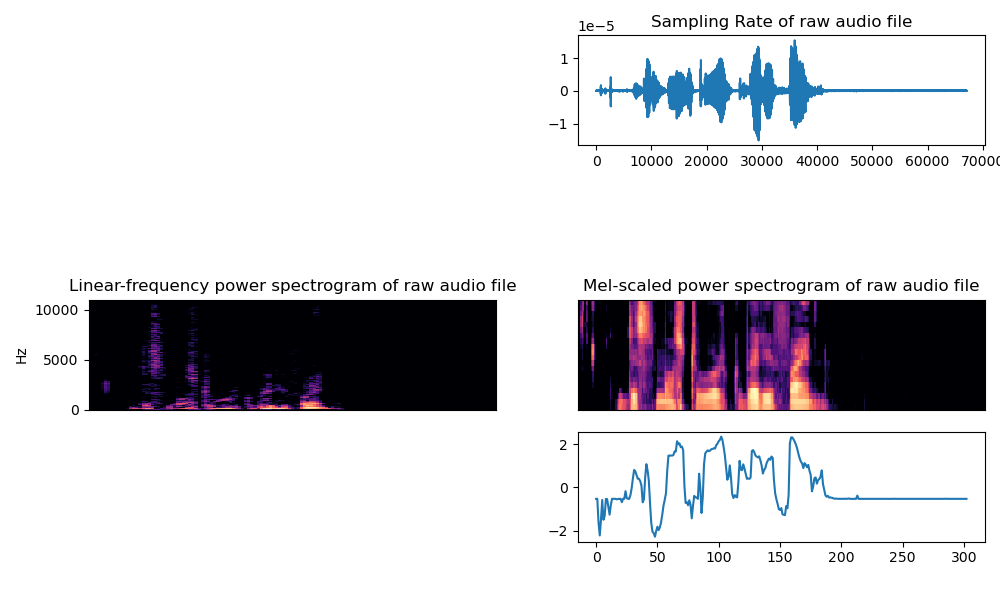 Sampling Rate of raw audio file
1e−5
1
0
−1
0 10000 20000 30000 40000 50000 60000 70000
Linear-frequency power spectrogram of raw audio file
Mel-scaled power spectrogram of raw audio file
10000
5000
0
Hz
2
0
−2
0 50 100 150 200 250 300